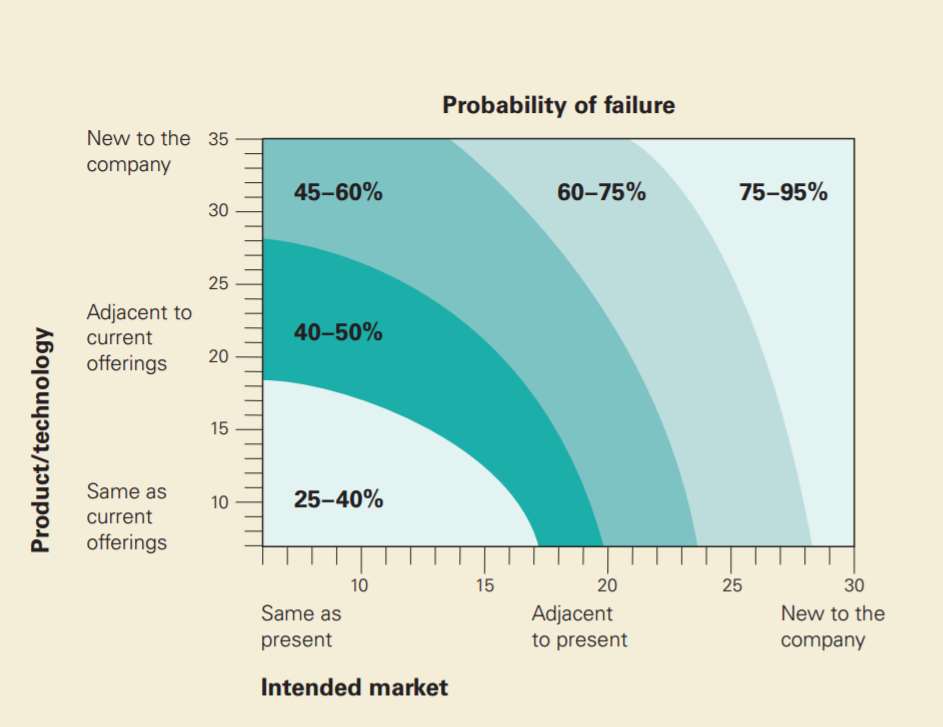 Probability of failure
New to the
company
35
30
25
20
15
10
Adjacent to
current
offerings
Same as
current
offerings
Product/technology
45–60%
60–75%
75–95%
40–50%
25–40%
10
15
20
25
30
Same as
present
Adjacent
to present
New to the
company
Intended market